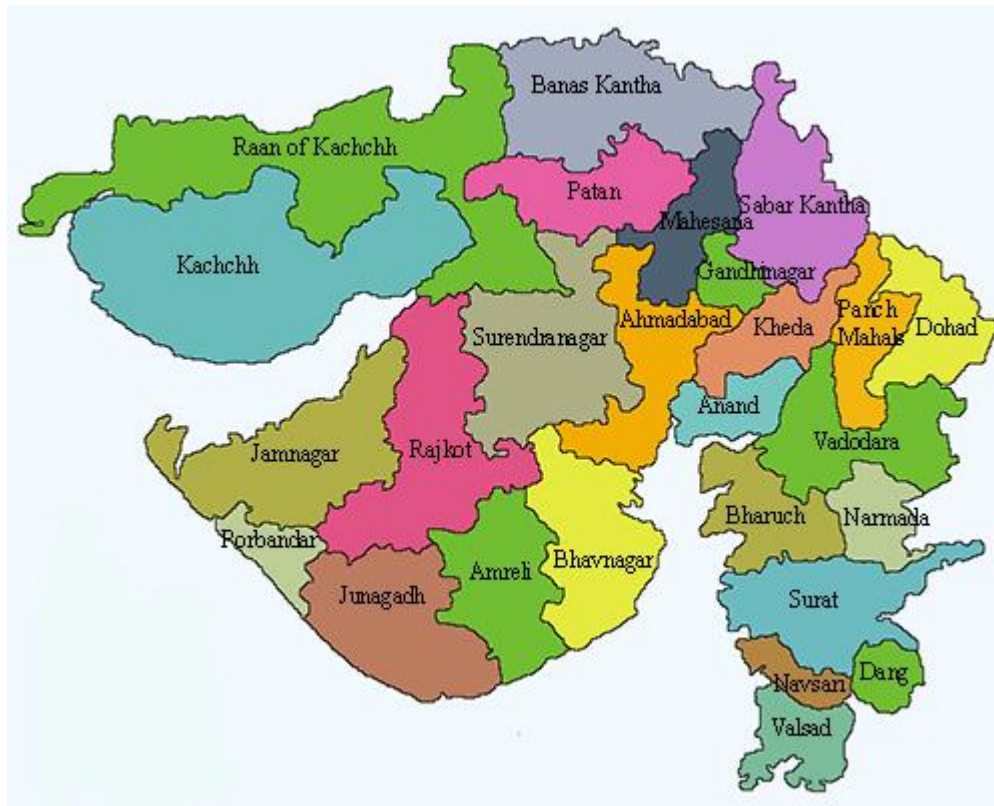 Banas Kantha
Raan of Kachchh
Patan
Sabar Kantha
Mahesana
Kachchh
Gandhinagar
Surendranagar
Ahmadabad
Kheda
Panch
Mahals
Dohad
Anand
Jamnagar
Rajkot
Vadodara
Bharuch
Narmada
Porbandar
Bhavnagar
Amreli
Junagadh
Surat
Dang
Navsari
Valsad